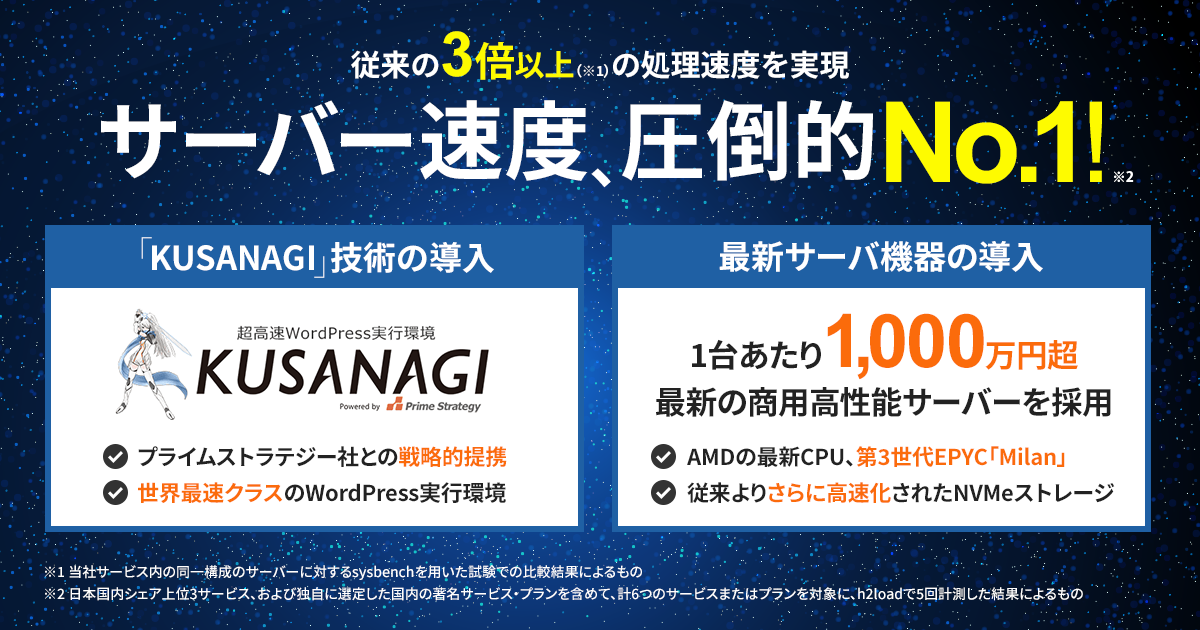 従来の3倍以上(※1)の処理速度を実現
サーバー速度、圧倒的No.1!※2
「KUSANAGI」技術の導入
超高速WordPress実行環境
KUSANAGI
Powered by Prime Strategy
プライムストラテジー社との戦略的提携
世界最速クラスのWordPress実行環境
最新サーバ機器の導入
1台あたり1,000万円超
最新の商用高性能サーバーを採用
AMDの最新CPU、第3世代EPYC「Milan」
従来よりさらに高速化されたNVMeストレージ
※1 当社サービス内の同一構成のサーバーに対するsysbenchを用いた試験での比較結果によるもの
※2 日本国内シェア上位3サービス、および独自に選定した国内の著名サービス・プランを含めて、計6つのサービスまたはプランを対象に、h2loadで5回計測した結果によるもの